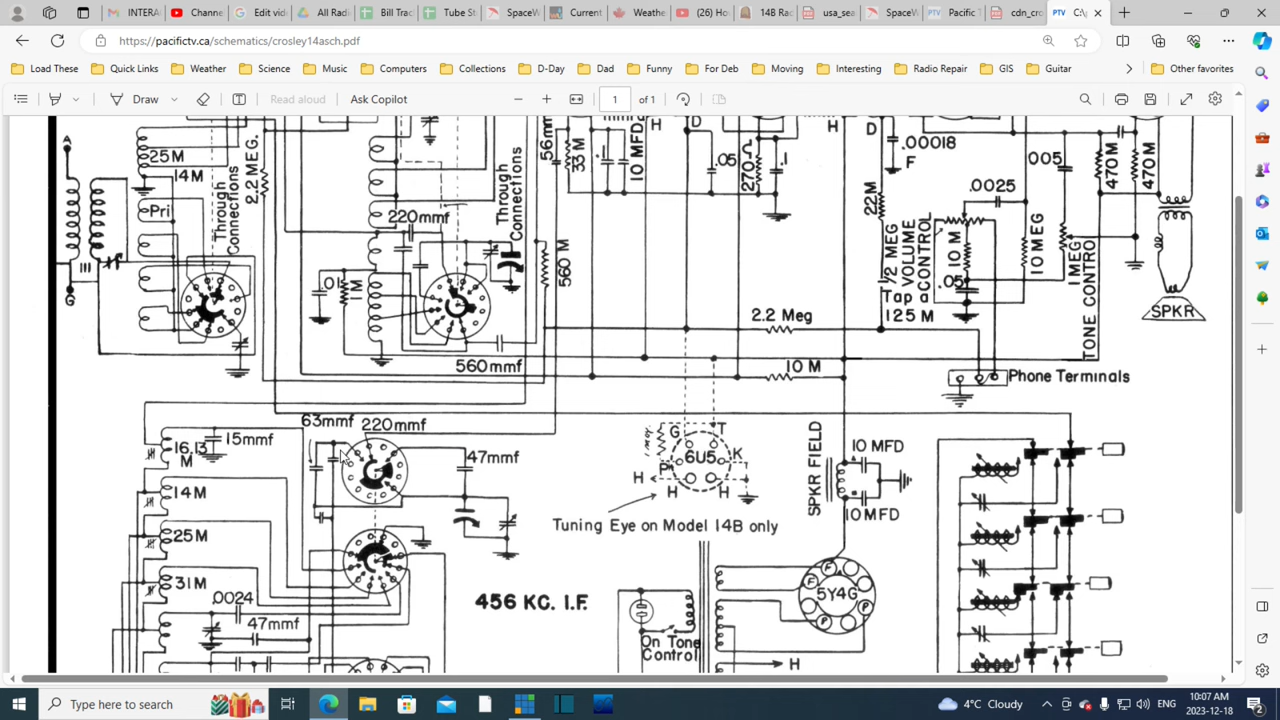 INTERA
Channe
Edit vide
All Radi
Bill Trac
Tube St
SpaceW
Current
Weathe
(26) Ho
14B Rac
usa_sea
SpaceW
Pacific T
cdn_cro
C:\
https://pacifictv.ca/schematics/crosley14asch.pdf
Load These
Quick Links
Weather
Science
Music
Computers
Collections
D-Day
Dad
Funny
For Deb
Moving
Interesting
Radio Repair
GIS
Guitar
Other favorites
Draw
Read aloud
Ask Copilot
1
of 1
A
25M
14M
Pri
G
Through
Connections
2.2 MEG.
220mmf
.01
1M
560mmf
Through
Connections
56mm
560 M
33M
.1
10 MFD
H
D
.05
270Ω
.1
H
D
.00018
F
22M
1/2 MEG
VOLUME
CONTROL
Tap a
125 M
.0025
10 M
.05
005
10 MEG
1 MEG
TONE CONTROL
470 M
470 M
SPKR
2.2 Meg
10 M
Phone Terminals
63mmf
220mmf
16.13
M
15mmf
47mmf
14M
25M
31M
.0024
47mmf
G
T
6U5
P
K
H
H
H
Tuning Eye on Model 14B only
SPKR FIELD
10 MFD
10 MFD
456 KC. I.F.
5Y4G
F
F
P
P
On Tone
Control
H
Type here to search
4°C Cloudy
ENG
10:07 AM
2023-12-18
2